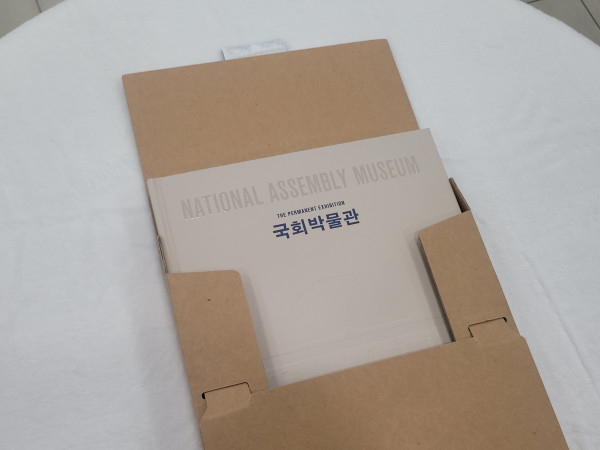 NATIONAL ASSEMBLY MUSEUM
THE PERMANENT EXHIBITION
국회박물관